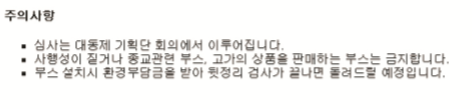 주의사항
심사는 대동제 기획단 회의에서 이루어집니다.
사행성이 짙거나 종교관련 부스, 고가의 상품을 판매하는 부스는 금지합니다.
부스 설치시 환경부담금을 받아 뒷정리 검사가 끝나면 돌려드릴 예정입니다.